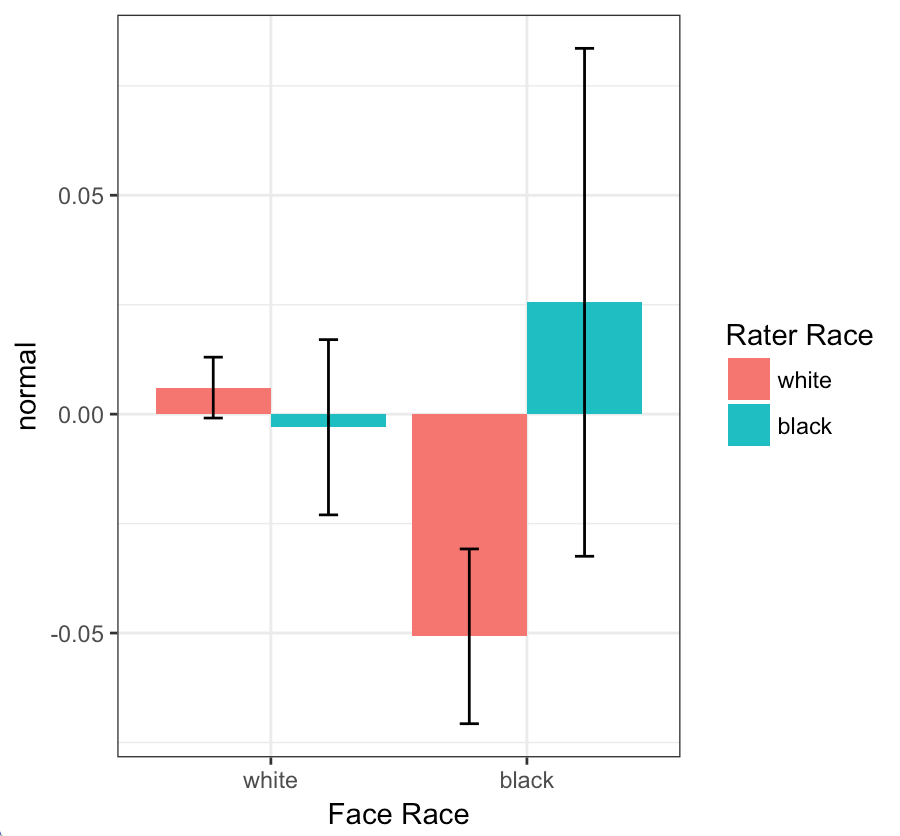 normal
0.05
0.00
-0.05
white
black
Face Race
Rater Race
white
black